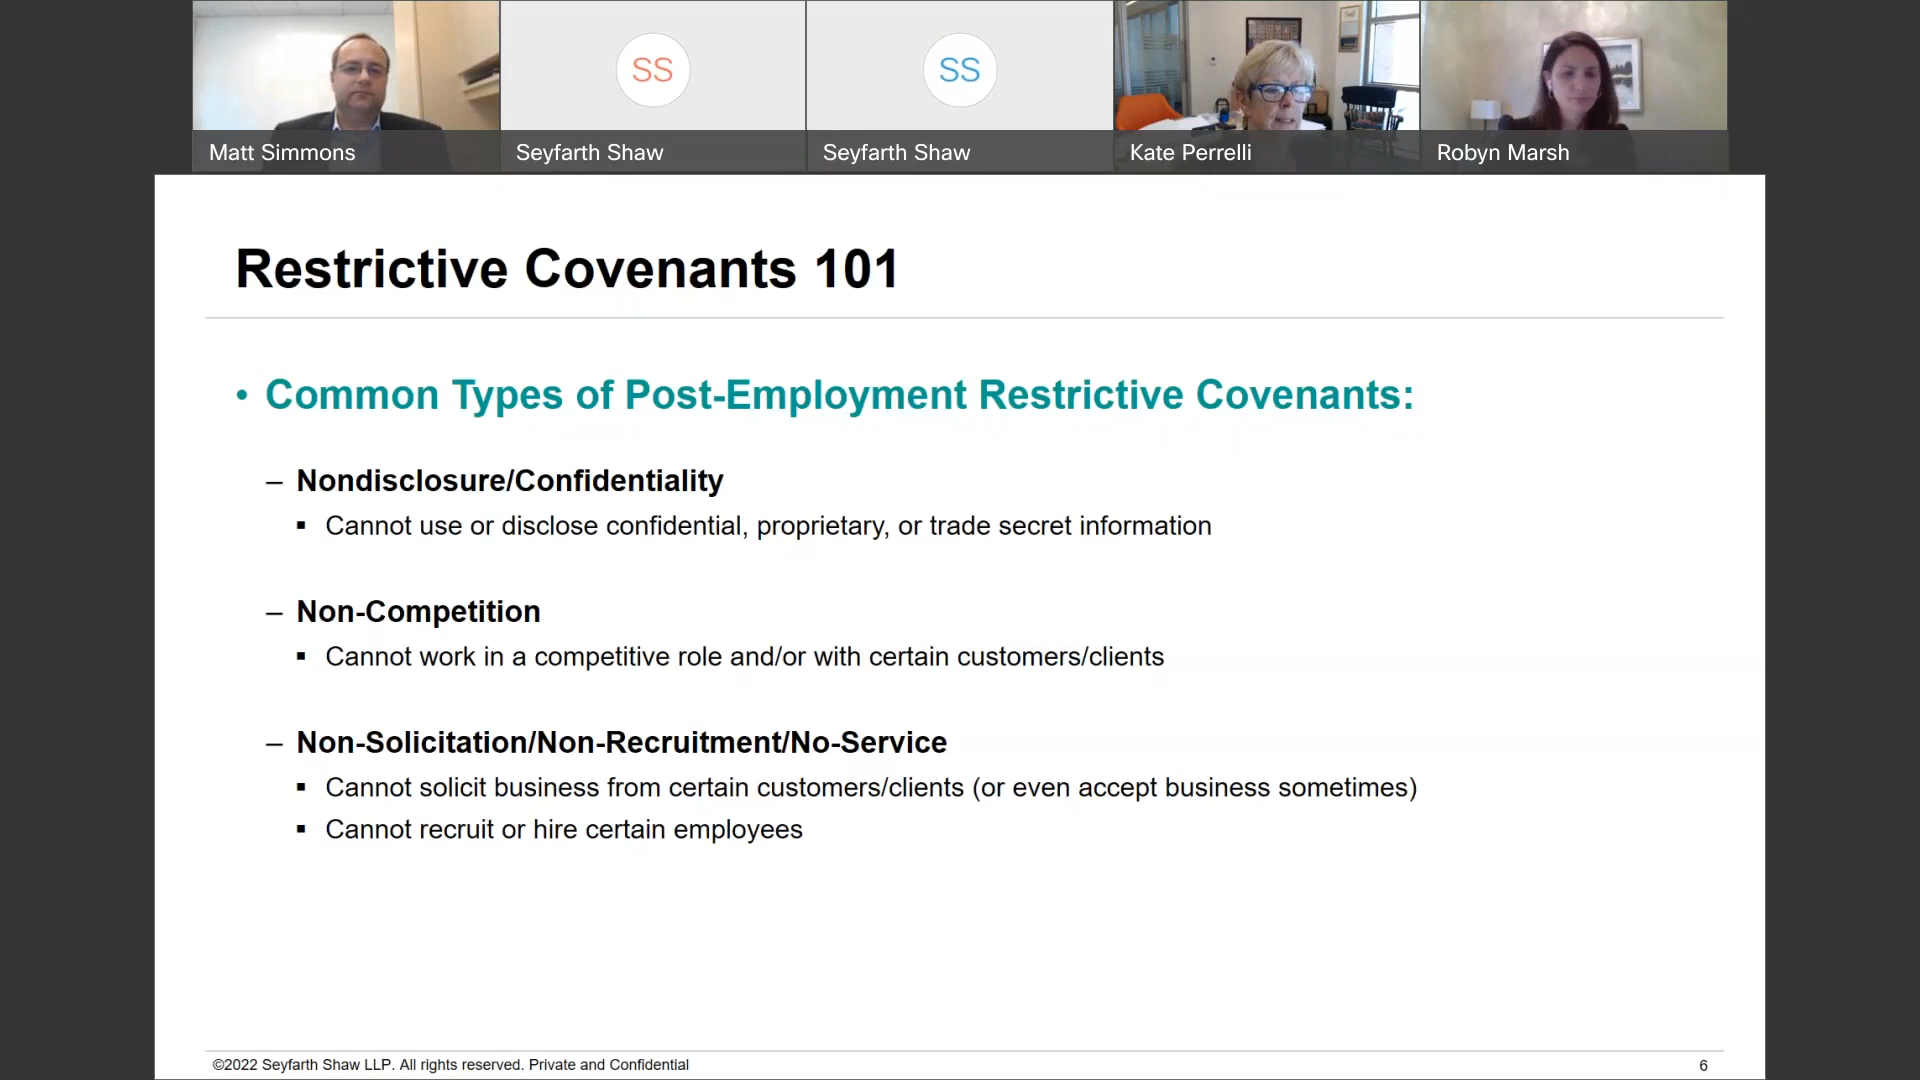 SS
SS
Matt Simmons
Seyfarth Shaw
Seyfarth Shaw
Kate Perrelli
Robyn Marsh
Restrictive Covenants 101
• Common Types of Post-Employment Restrictive Covenants:
– Nondisclosure/Confidentiality
▪ Cannot use or disclose confidential, proprietary, or trade secret information
– Non-Competition
▪ Cannot work in a competitive role and/or with certain customers/clients
– Non-Solicitation/Non-Recruitment/No-Service
▪ Cannot solicit business from certain customers/clients (or even accept business sometimes)
▪ Cannot recruit or hire certain employees
©2022 Seyfarth Shaw LLP. All rights reserved. Private and Confidential
6